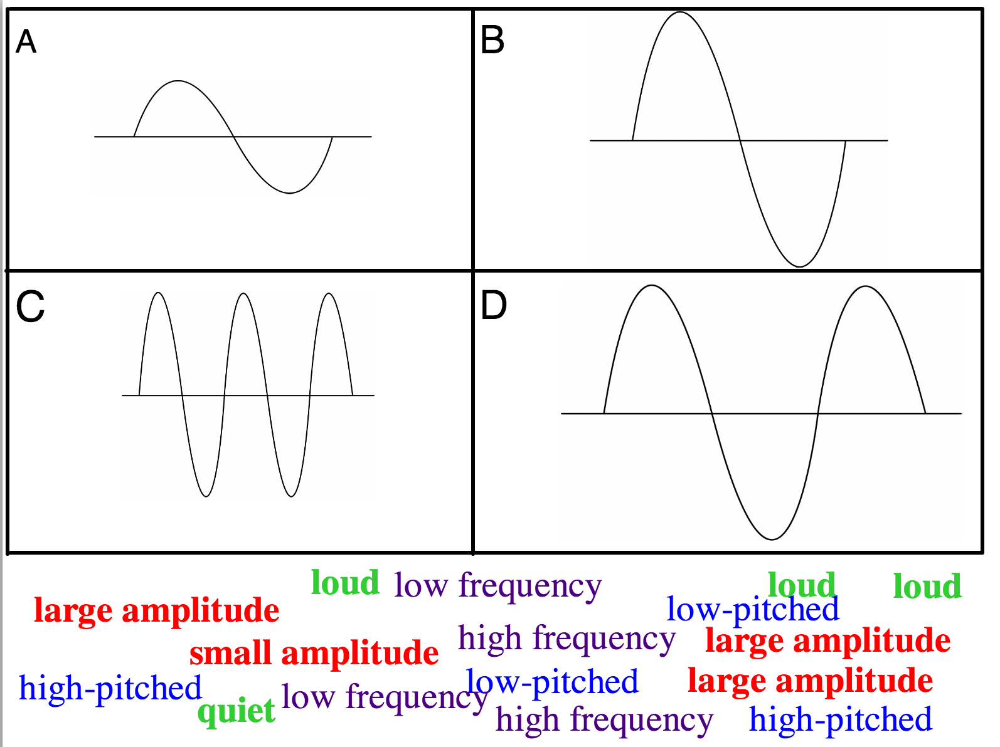 A
B
C
D
loud low frequency loud loud
large amplitude low-pitched
small amplitude high frequency large amplitude
high-pitched low-pitched large amplitude
quiet low frequency
high frequency high-pitched